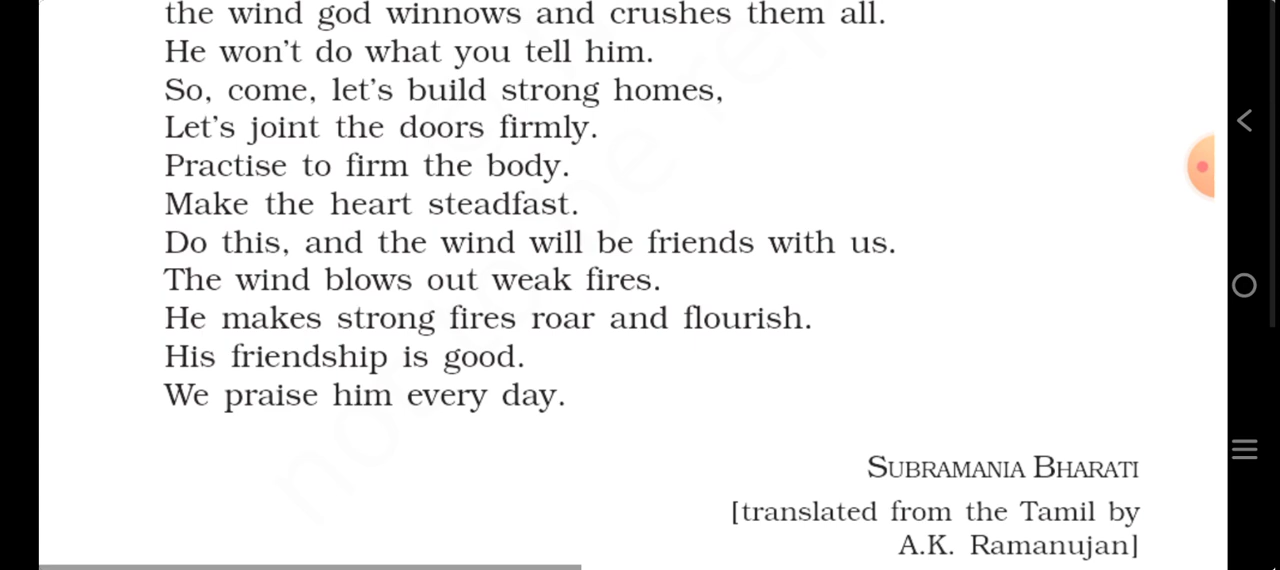 the wind god winnows and crushes them all.
He won't do what you tell him.
So, come, let's build strong homes,
Let's joint the doors firmly.
Practise to firm the body.
Make the heart steadfast.
Do this, and the wind will be friends with us.
The wind blows out weak fires.
He makes strong fires roar and flourish.
His friendship is good.
We praise him every day.
SUBRAMANIA BHARATI
[translated from the Tamil by
A.K. Ramanujan]